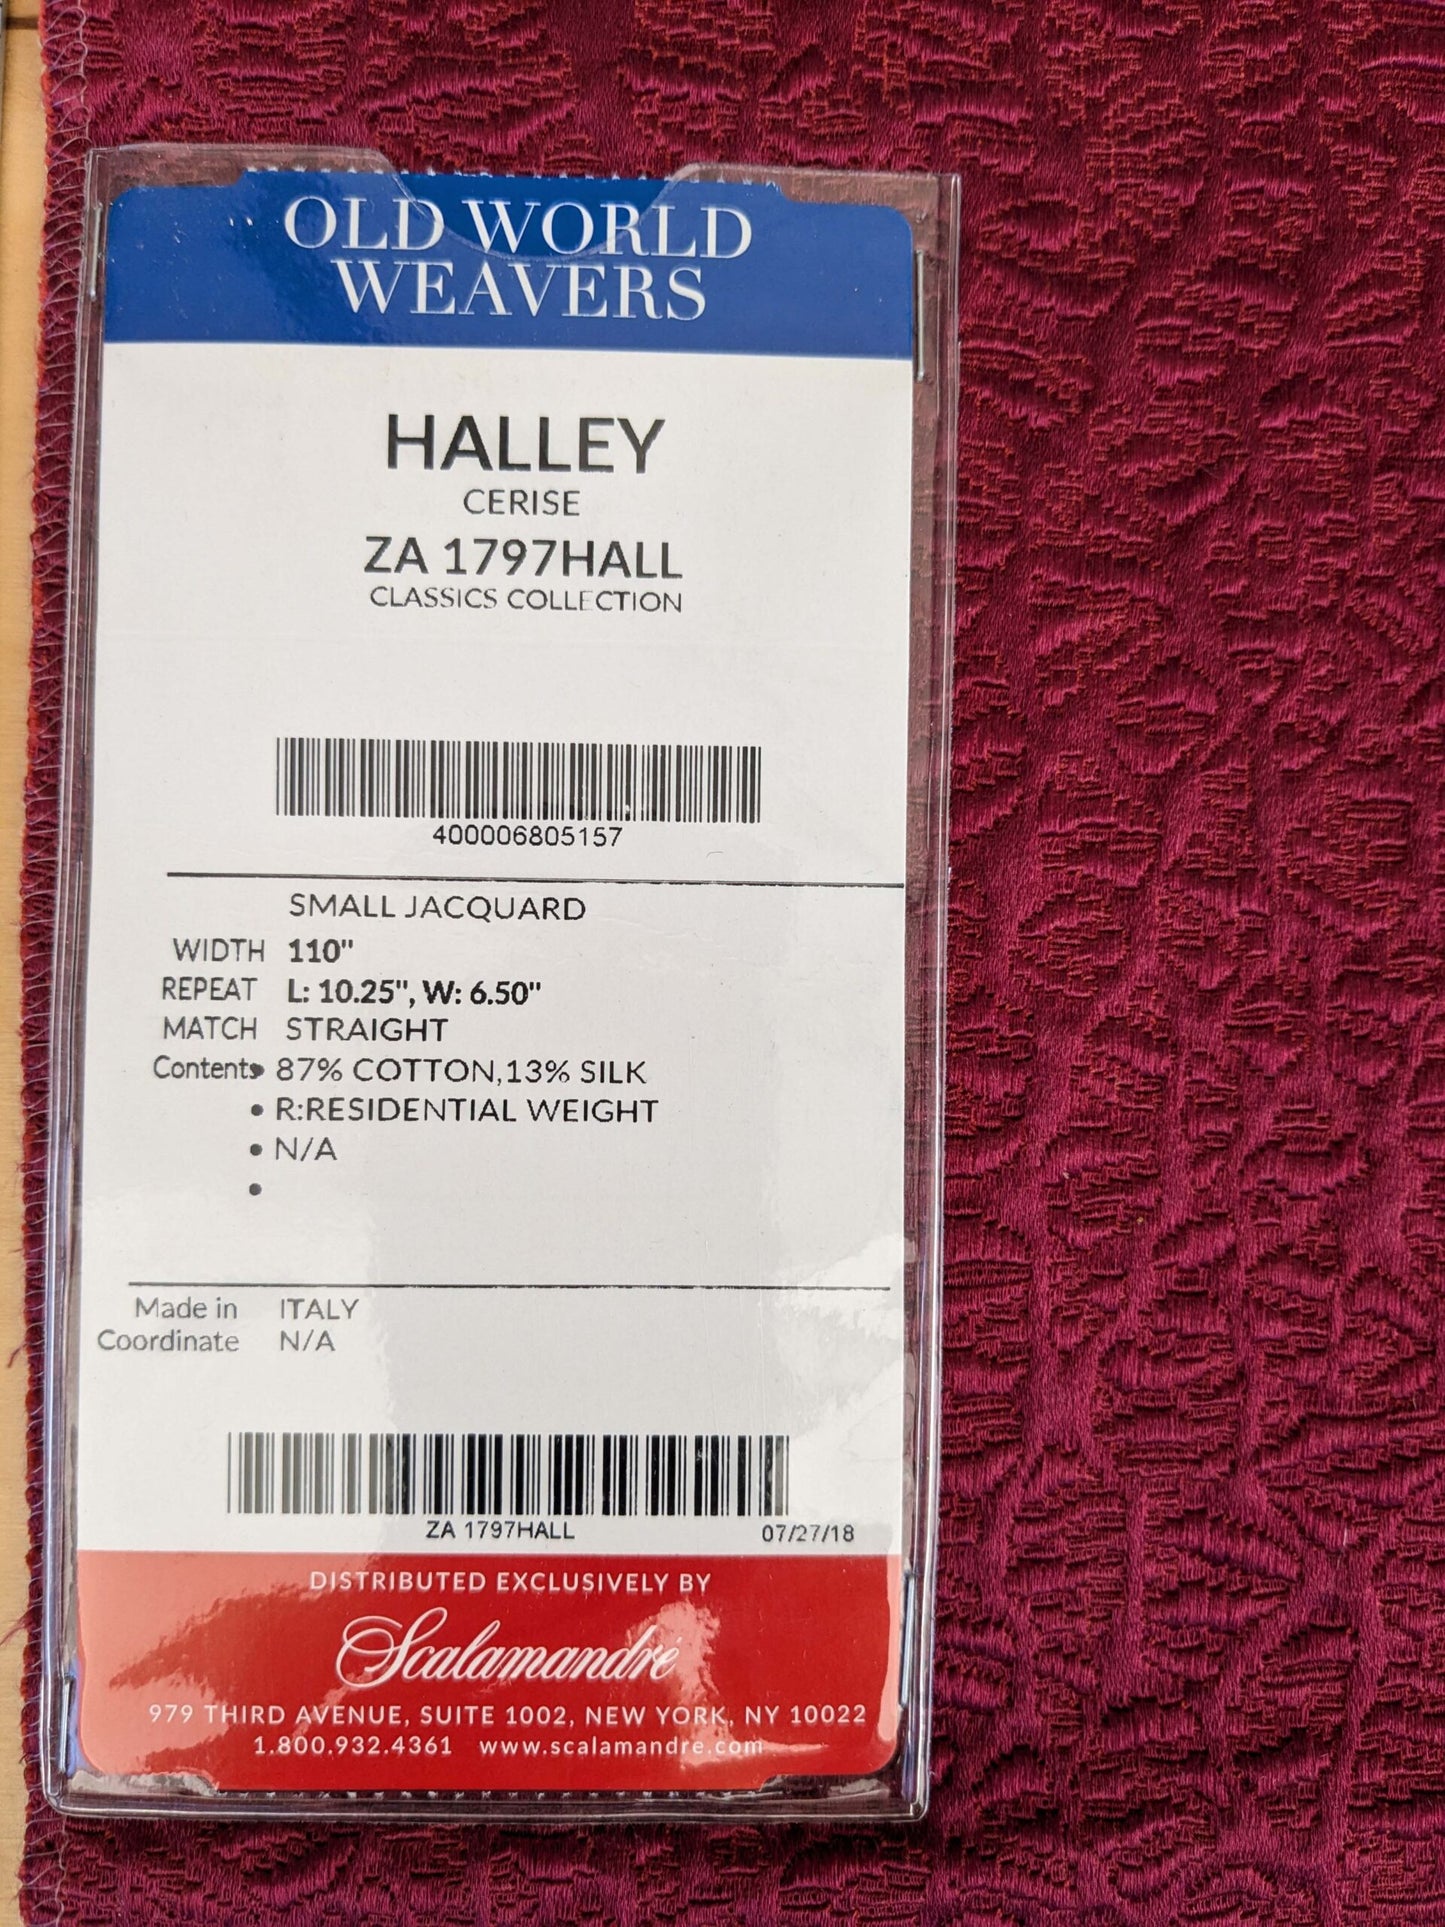 OLD WORLD
WEAVERS
HALLEY
CERISE
ZA 1797HALL
CLASSICS COLLECTION
400006805157
SMALL JACQUARD
WIDTH 110"
REPEAT L: 10.25", W: 6.50"
MATCH STRAIGHT
Contents• 87% COTTON,13% SILK
• R:RESIDENTIAL WEIGHT
• N/A
•
Made in ITALY
Coordinate N/A
ZA 1797HALL 07/27/18
DISTRIBUTED EXCLUSIVELY BY
Scalamandré
979 THIRD AVENUE, SUITE 1002, NEW YORK, NY 10022
1.800.932.4361 www.scalamandre.com